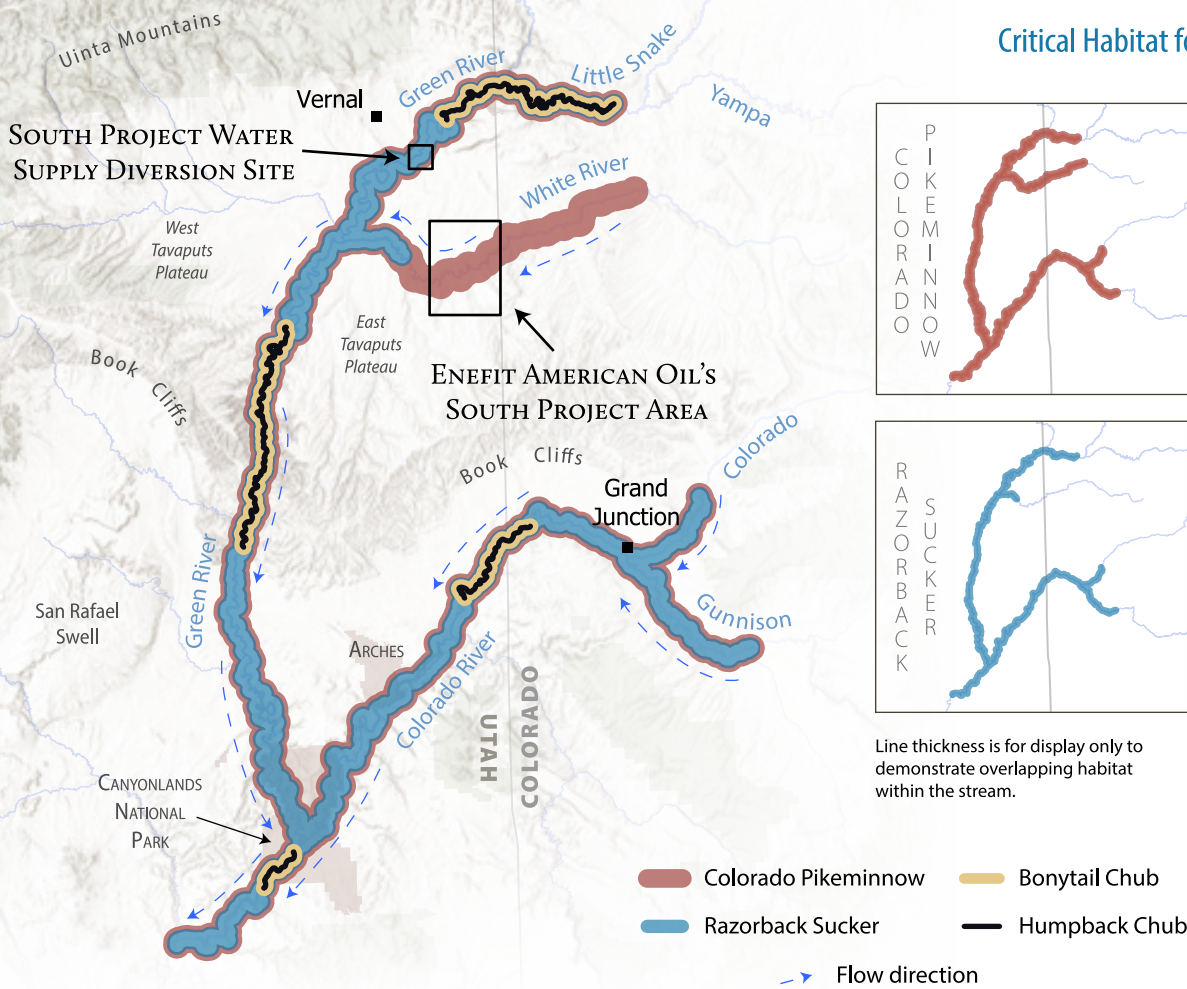 Critical Habitat fo
Uinta Mountains
Green River
Little Snake
Yampa
Vernal
South Project Water
Supply Diversion Site
White River
West
Tavaputs
Plateau
East
Tavaputs
Plateau
Enefit American Oil's
South Project Area
Book Cliffs
Book Cliffs
Colorado
Grand
Junction
Gunnison
Green River
San Rafael
Swell
Arches
Colorado River
UTAH
COLORADO
Canyonlands
National
Park
COLORADO
PIKEMINNOW
RAZORBACK
SUCKER
Line thickness is for display only to
demonstrate overlapping habitat
within the stream.
Colorado Pikeminnow
Bonytail Chub
Razorback Sucker
Humpback Chub
Flow direction